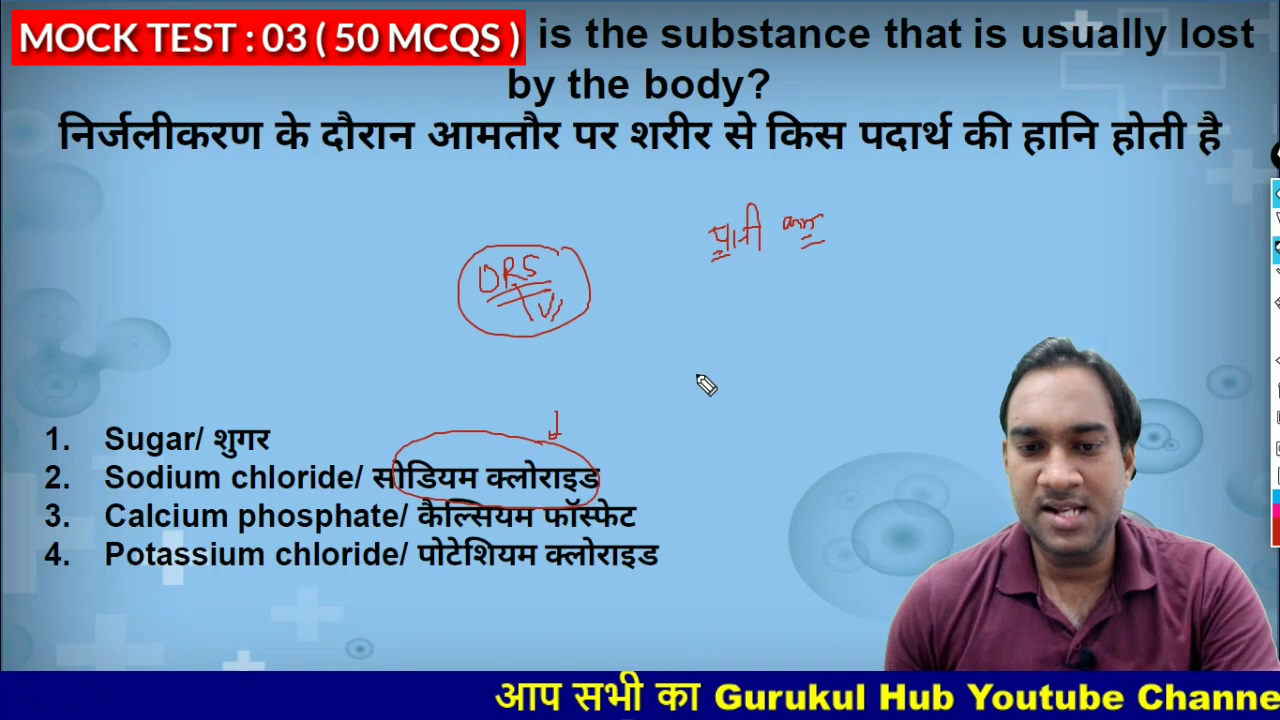 MOCK TEST : 03 ( 50 MCQS ) is the substance that is usually lost
by the body?
निर्जलीकरण के दौरान आमतौर पर शरीर से किस पदार्थ की हानि होती है
पानी
ORS
1. Sugar/ शुगर
2. Sodium chloride/ सोडियम क्लोराइड
3. Calcium phosphate/ कैल्सियम फॉस्फेट
4. Potassium chloride/ पोटेशियम क्लोराइड
आप सभी का Gurukul Hub Youtube Channe